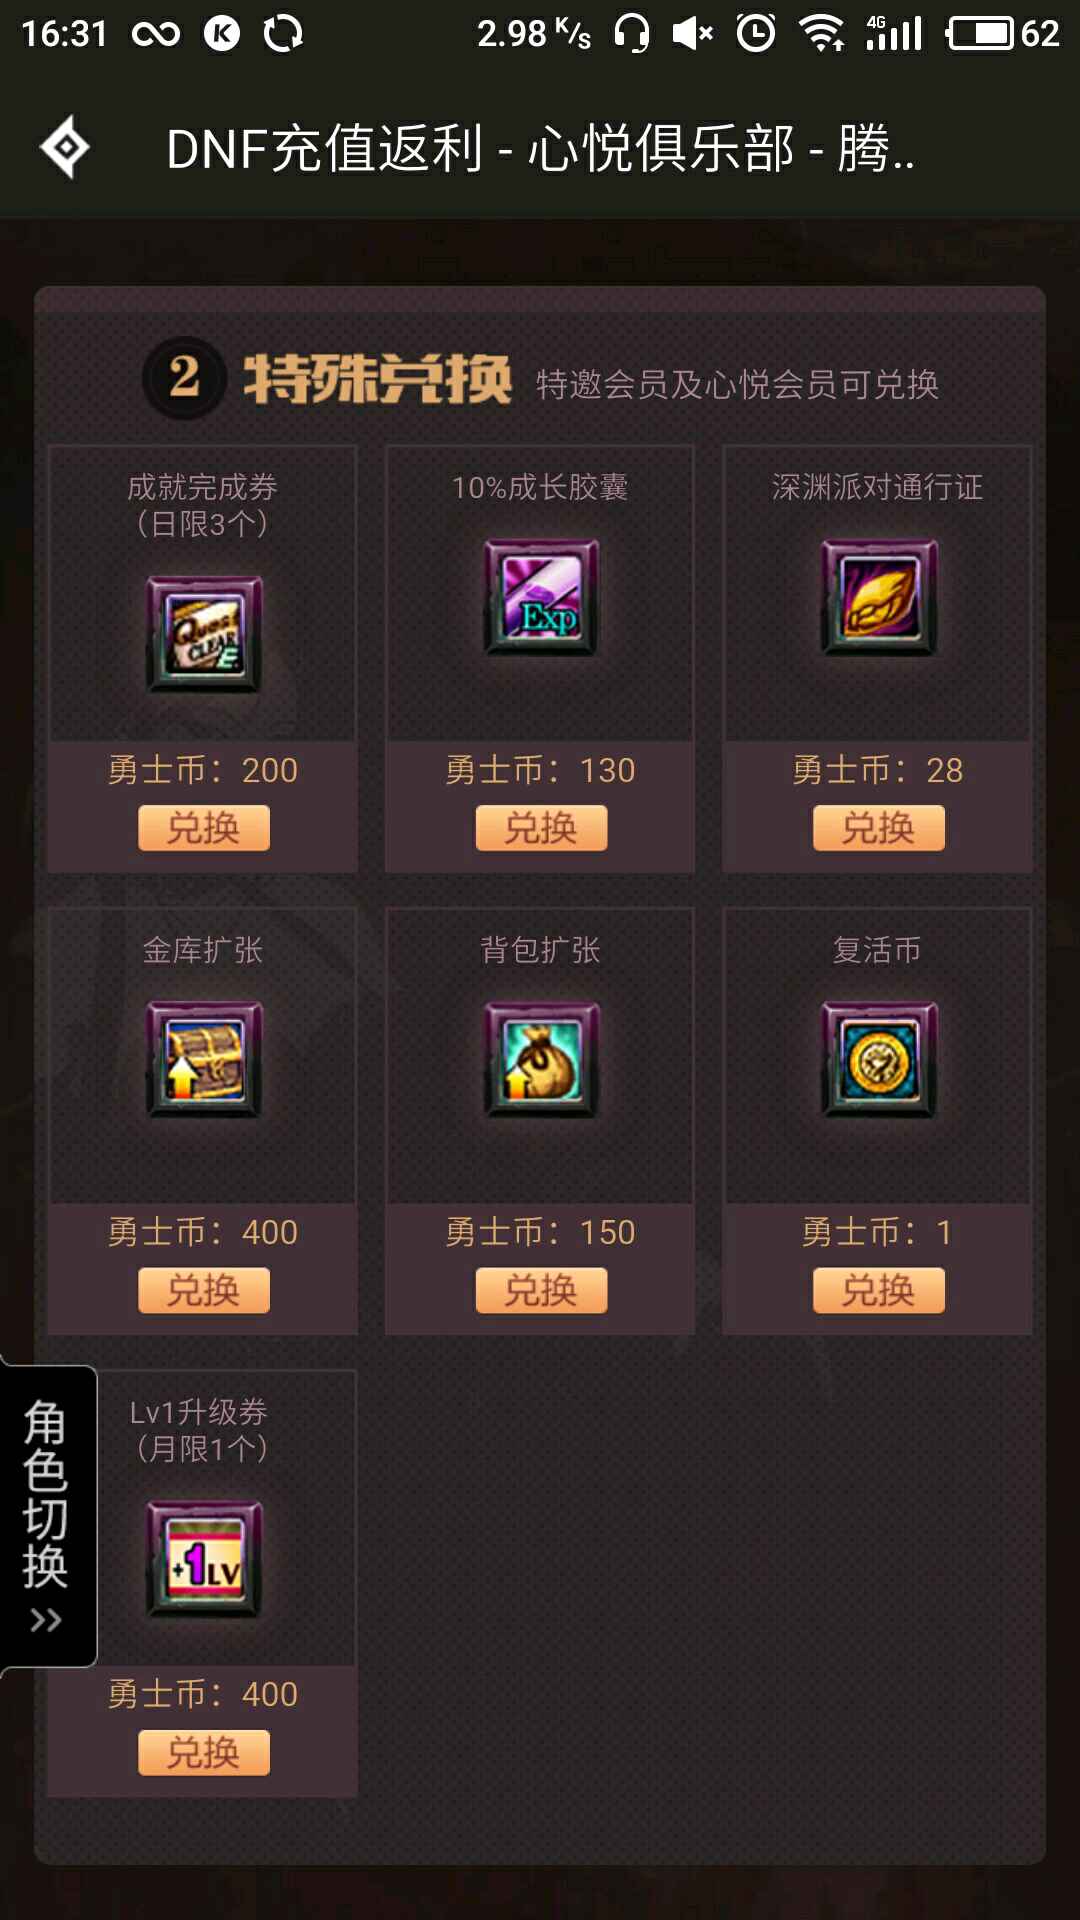 16:31 2.98 K/s 4G 62
DNF充值返利 - 心悦俱乐部 - 腾..
2 特殊兑换 特邀会员及心悦会员可兑换
成就完成券
（日限3个）
10%成长胶囊
深渊派对通行证
Quest
CLEAR
E
Exp
勇士币：200
勇士币：130
勇士币：28
兑换
兑换
兑换
金库扩张
背包扩张
复活币
勇士币：400
勇士币：150
勇士币：1
兑换
兑换
兑换
角色切换
>>
Lv1升级券
（月限1个）
+1LV
勇士币：400
兑换